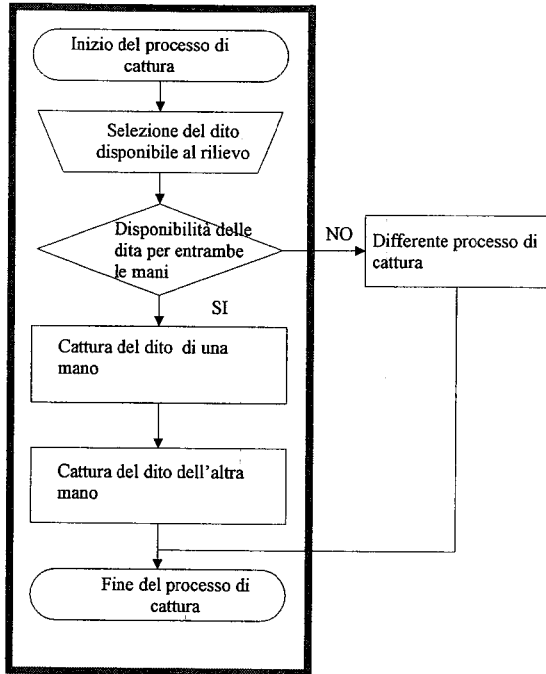 Inizio del processo di
cattura
Selezione del dito
disponibile al rilievo
Disponibilità delle
dita per entrambe
le mani
NO
Differente processo di
cattura
SI
Cattura del dito di una
mano
Cattura del dito dell'altra
mano
Fine del processo di
cattura